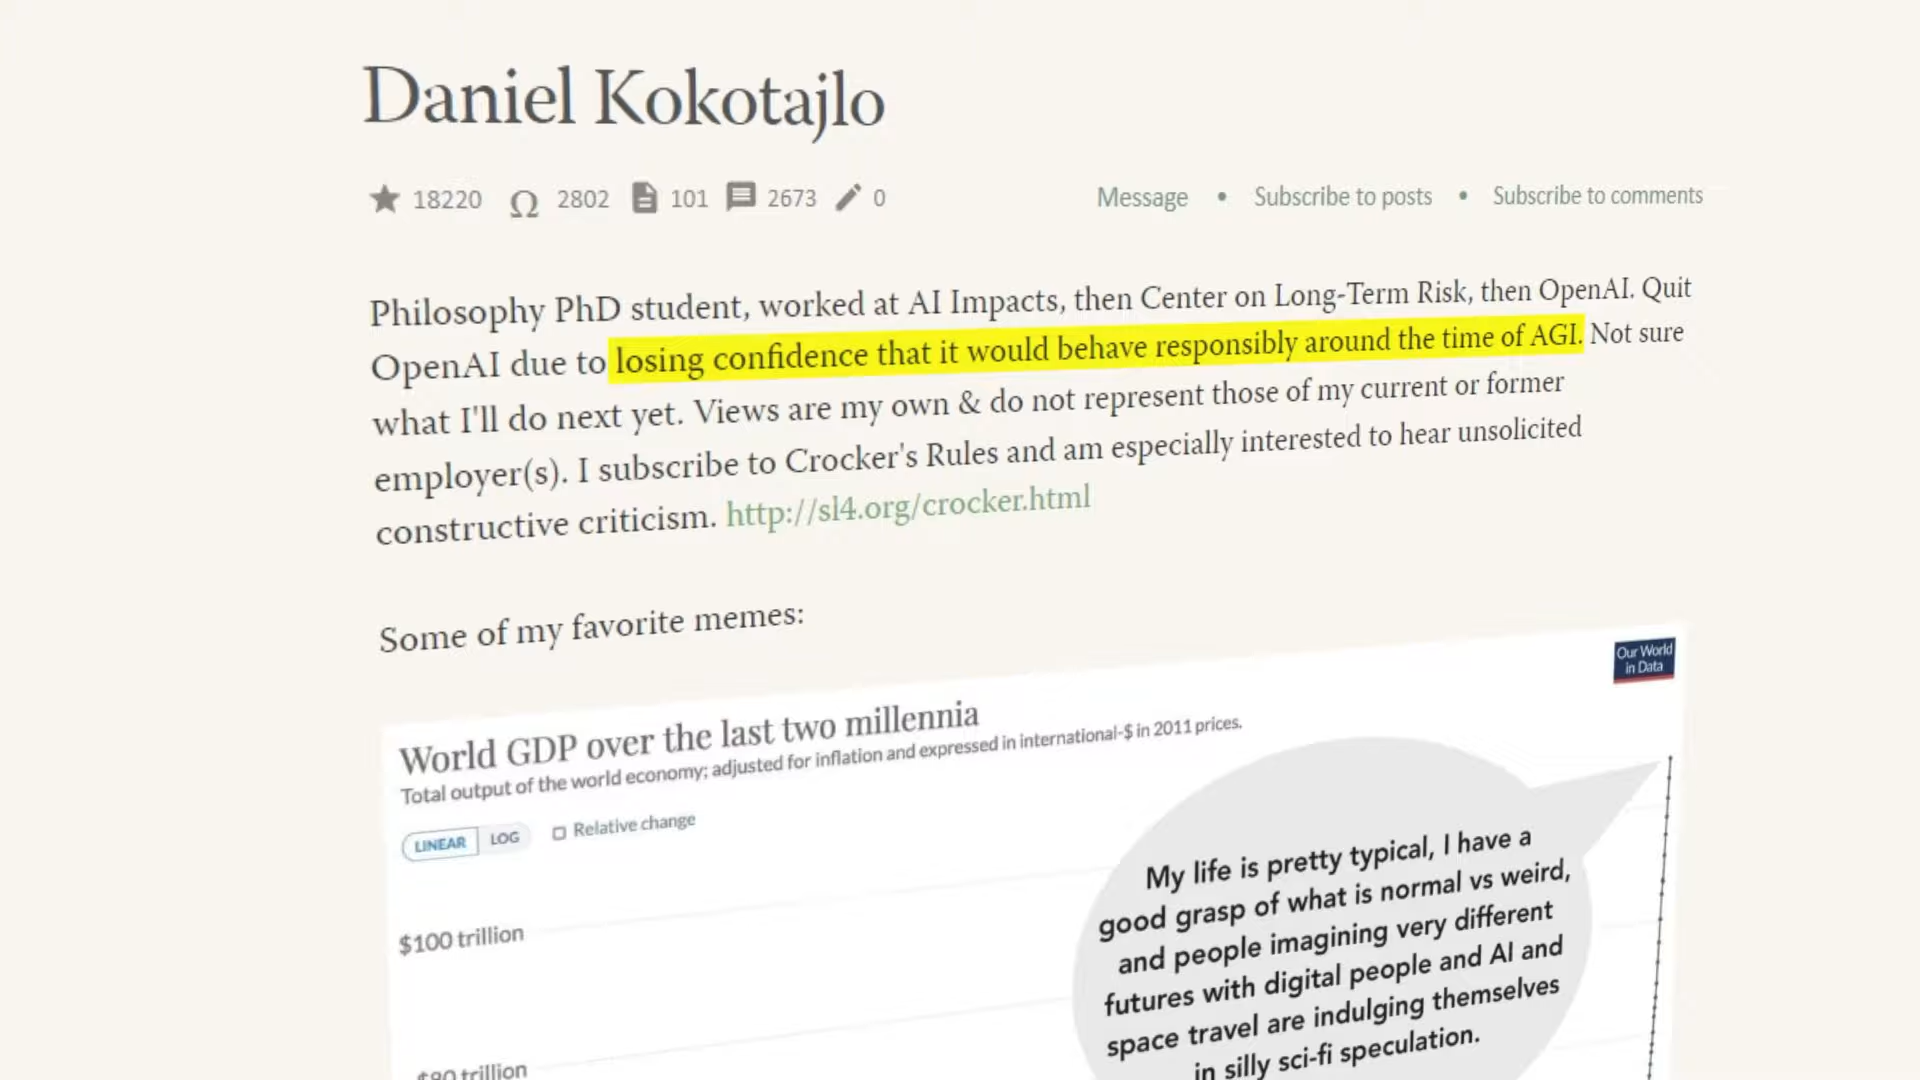 Daniel Kokotajlo
18220 Ω 2802 101 2673 0
Message • Subscribe to posts • Subscribe to comments
Philosophy PhD student, worked at AI Impacts, then Center on Long-Term Risk, then OpenAI. Quit
OpenAI due to losing confidence that it would behave responsibly around the time of AGI. Not sure
what I'll do next yet. Views are my own & do not represent those of my current or former
employer(s). I subscribe to Crocker's Rules and am especially interested to hear unsolicited
constructive criticism. http://sl4.org/crocker.html
Some of my favorite memes:
Our World
in Data
World GDP over the last two millennia
Total output of the world economy; adjusted for inflation and expressed in international-$ in 2011 prices.
LINEAR LOG Relative change
$100 trillion
My life is pretty typical, I have a
good grasp of what is normal vs weird,
and people imagining very different
futures with digital people and AI and
space travel are indulging themselves
in silly sci-fi speculation.
$80 trillion